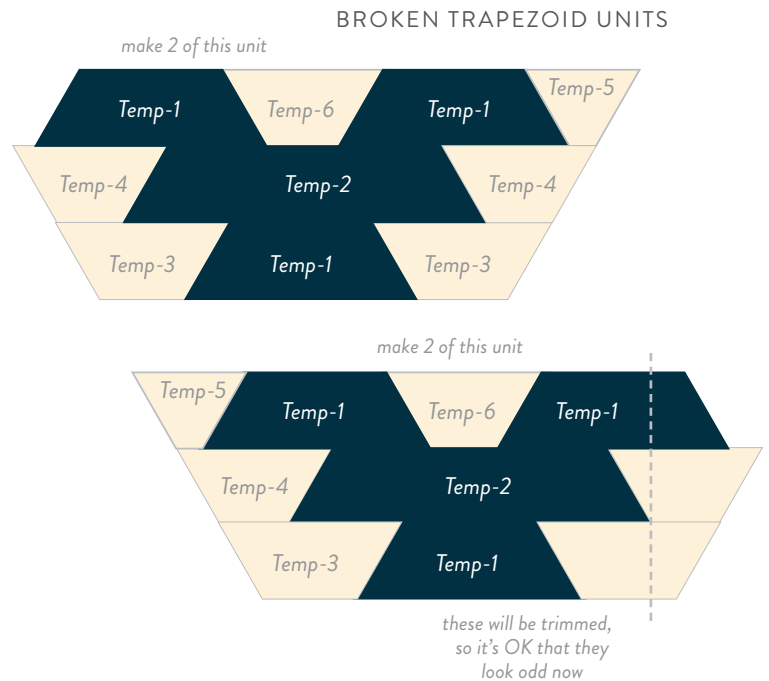 BROKEN TRAPEZOID UNITS
make 2 of this unit
Temp-1
Temp-6
Temp-1
Temp-5
Temp-4
Temp-2
Temp-4
Temp-3
Temp-1
Temp-3
make 2 of this unit
Temp-5
Temp-1
Temp-6
Temp-1
Temp-4
Temp-2
Temp-3
Temp-1
these will be trimmed,
so it's OK that they
look odd now